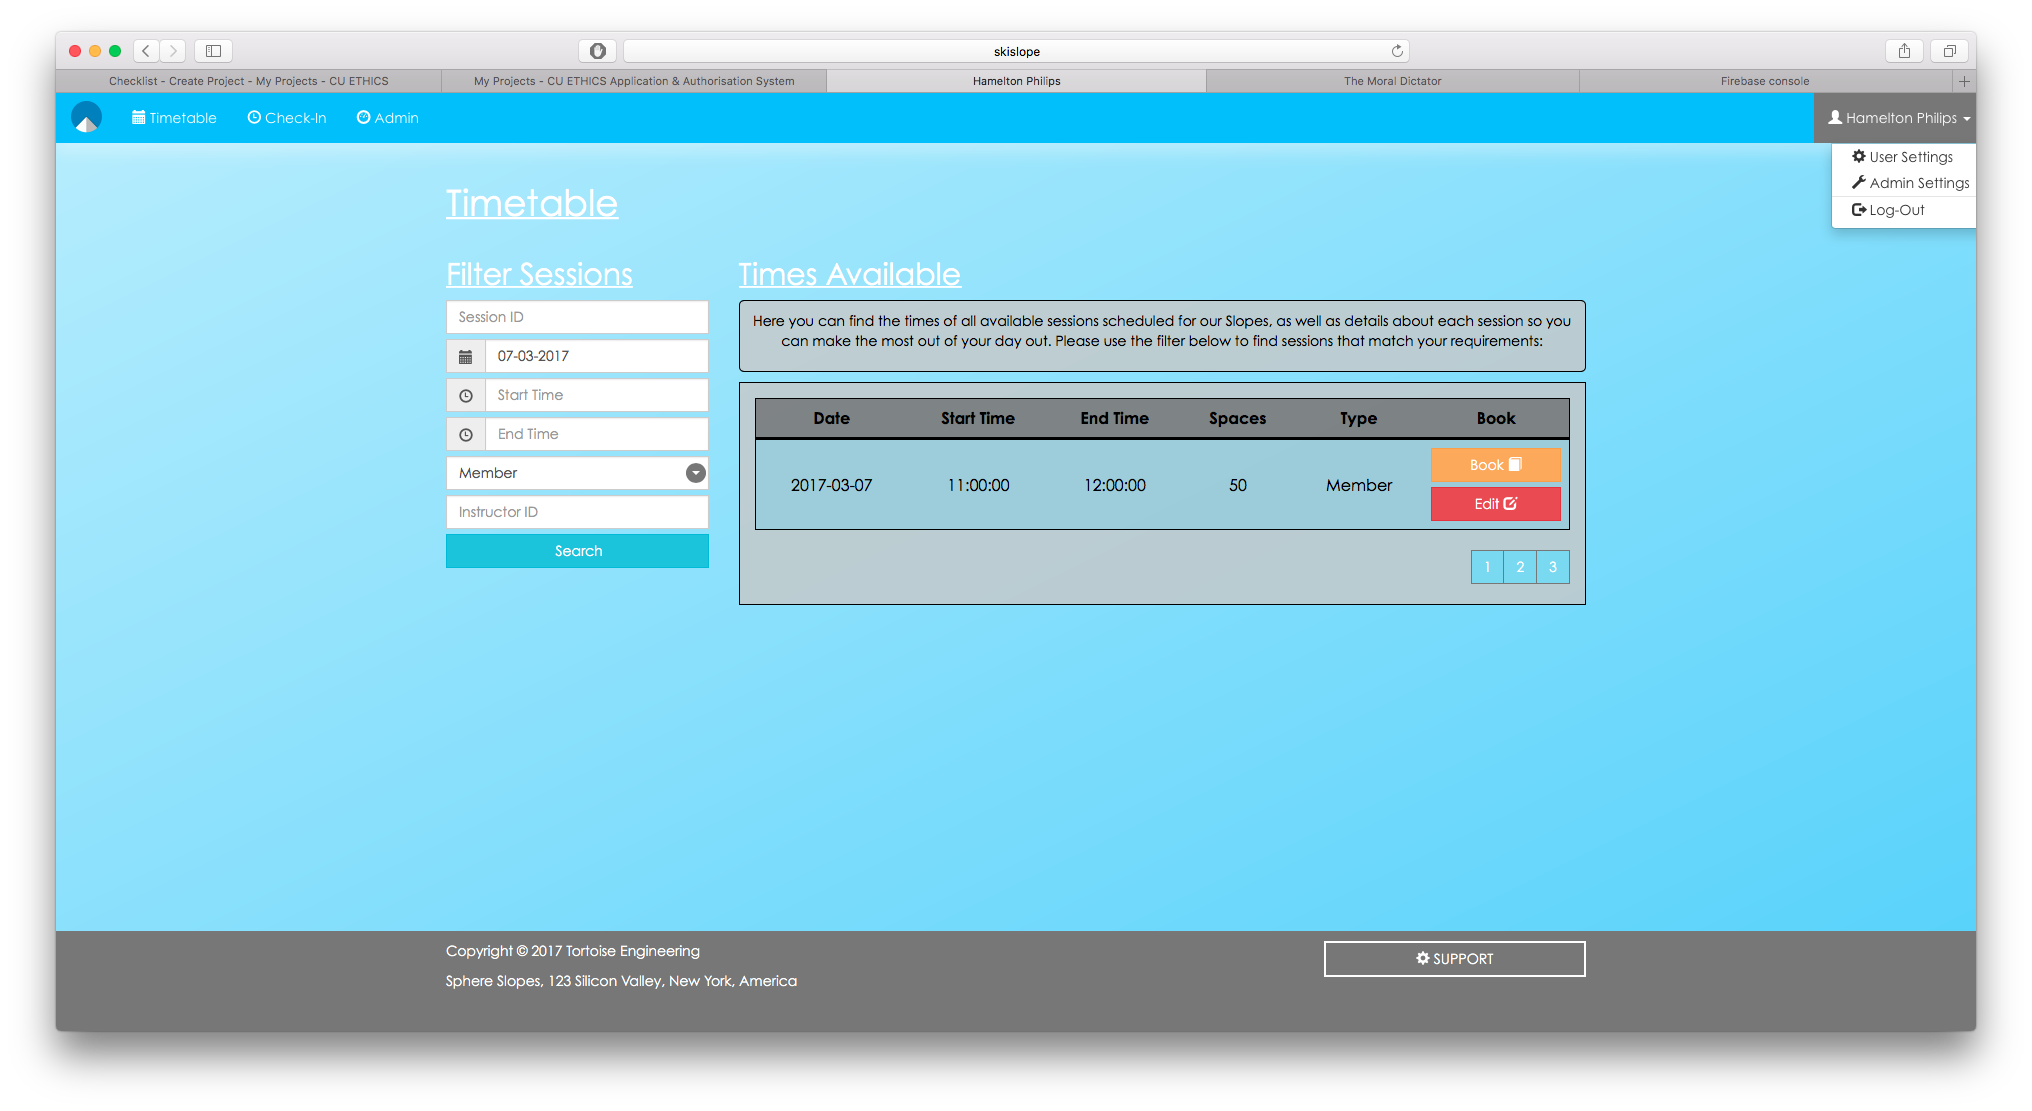 skislope
Checklist - Create Project - My Projects - CU ETHICS
My Projects - CU ETHICS Application & Authorisation System
Hamelton Philips
The Moral Dictator
Firebase console
Timetable
Check-In
Admin
Hamelton Philips
User Settings
Admin Settings
Log-Out
Timetable
Filter Sessions
Session ID
07-03-2017
Start Time
End Time
Member
Instructor ID
Search
Times Available
Here you can find the times of all available sessions scheduled for our Slopes, as well as details about each session so you
can make the most out of your day out. Please use the filter below to find sessions that match your requirements:
Date Start Time End Time Spaces Type Book
2017-03-07 11:00:00 12:00:00 50 Member
Book
Edit
1 2 3
Copyright © 2017 Tortoise Engineering
Sphere Slopes, 123 Silicon Valley, New York, America
SUPPORT